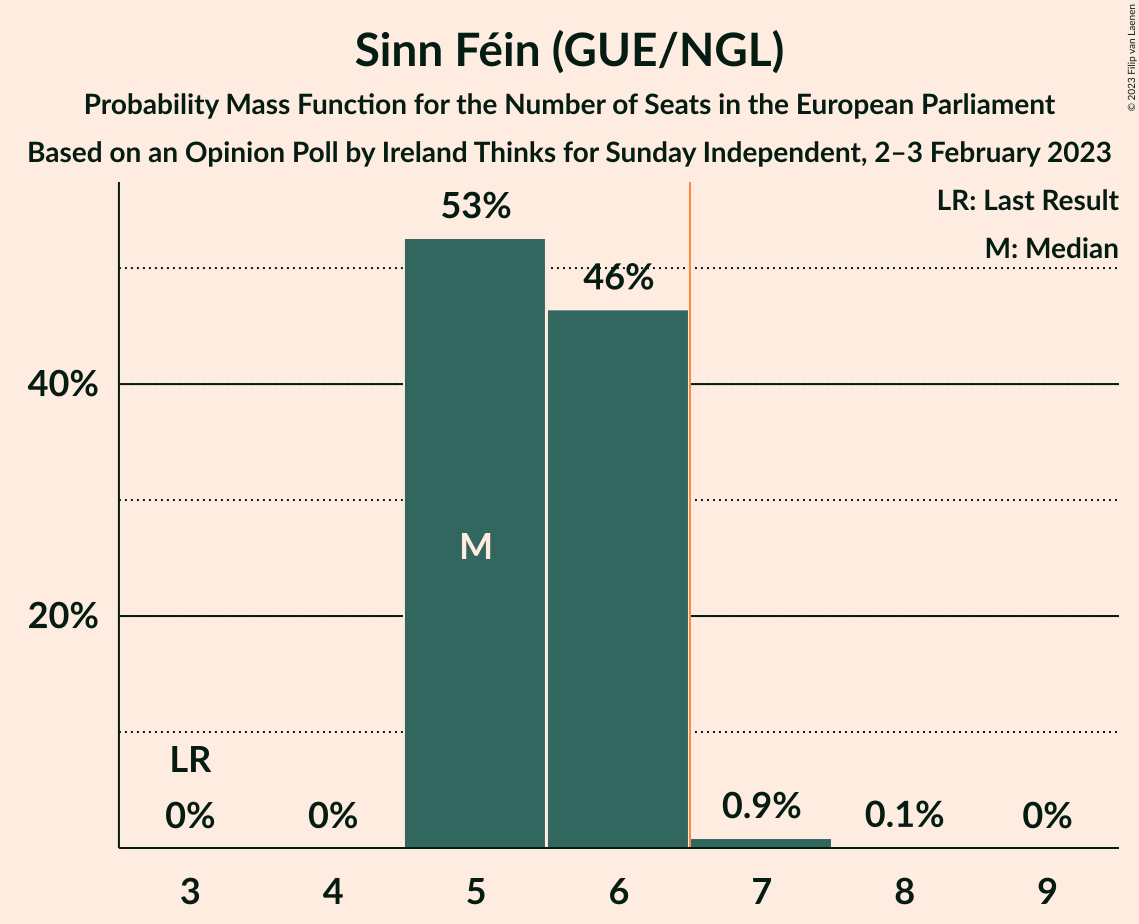 Sinn Féin (GUE/NGL)
Probability Mass Function for the Number of Seats in the European Parliament
Based on an Opinion Poll by Ireland Thinks for Sunday Independent, 2–3 February 2023
© 2023 Filip van Laenen
LR: Last Result
M: Median
53%
46%
40%
M
20%
LR
0%
0%
0.9%
0.1%
0%
3
4
5
6
7
8
9